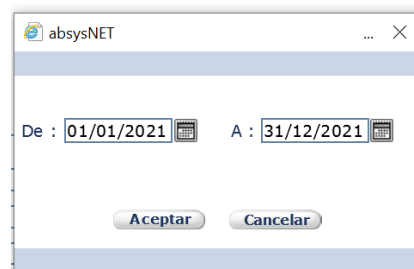 absysNET ...
De : 01/01/2021 A : 31/12/2021
Aceptar Cancelar